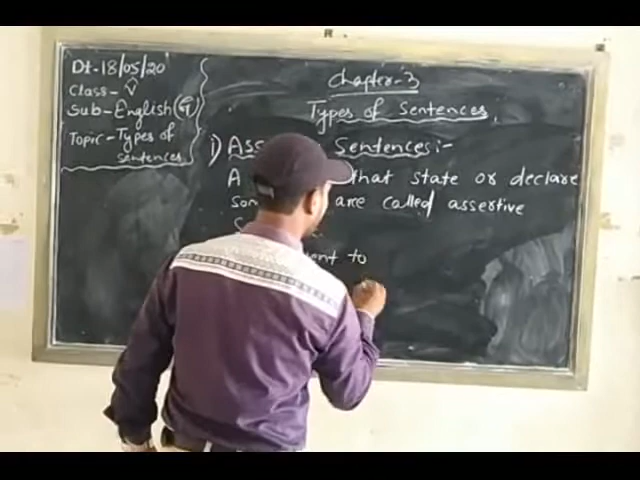 Dt-18/05/20
Class- V
Sub-English (G)
Topic-Types of
sentences
Chapter-3
Types of Sentences.
i) Ass Sentences:-
A that state or declare
som are called assertive
S
ent to